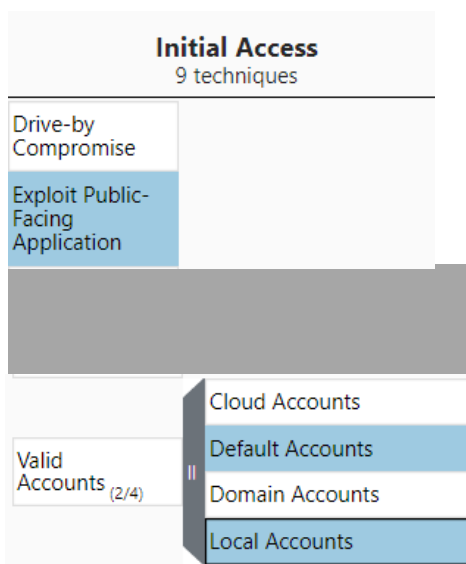 Initial Access
9 techniques
Drive-by
Compromise
Exploit Public-
Facing
Application
Valid
Accounts (2/4)
Cloud Accounts
Default Accounts
Domain Accounts
Local Accounts